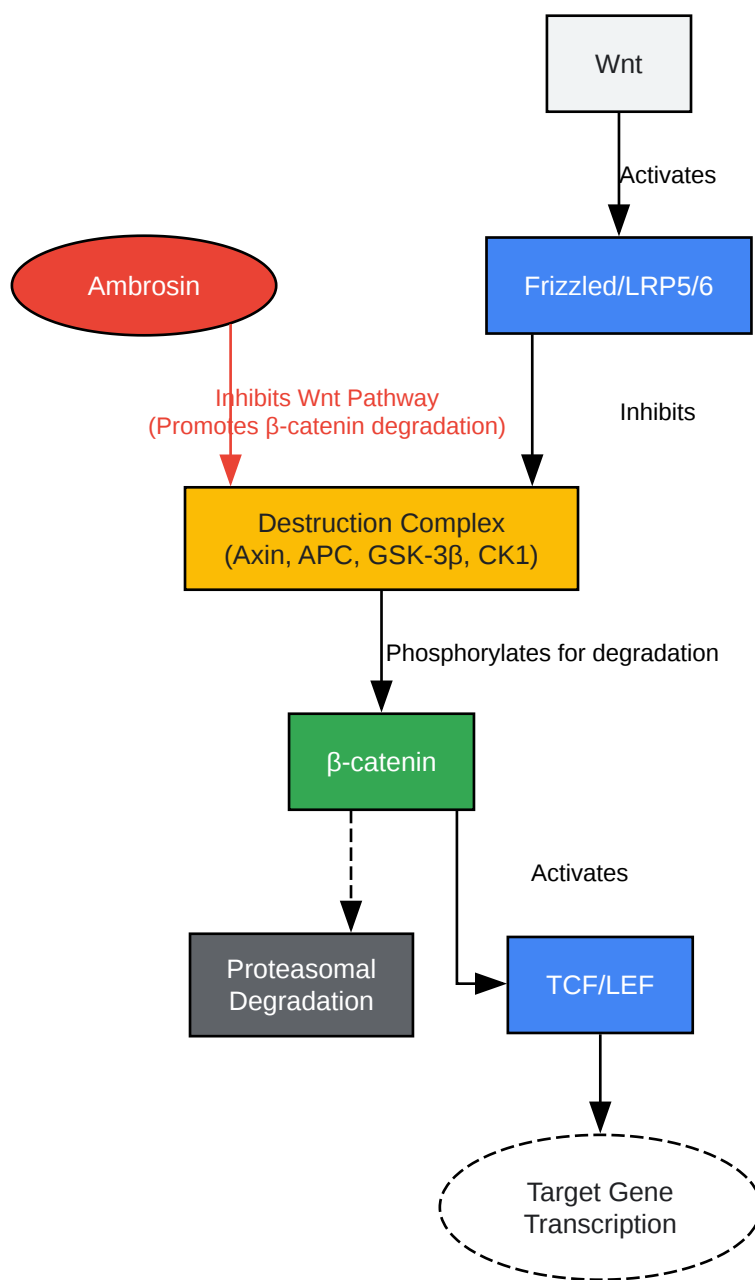 Wnt
Activates
Ambrosin
Frizzled/LRP5/6
Inhibits Wnt Pathway
(Promotes β-catenin degradation)
Inhibits
Destruction Complex
(Axin, APC, GSK-3β, CK1)
Phosphorylates for degradation
β-catenin
Activates
Proteasomal
Degradation
TCF/LEF
Target Gene
Transcription